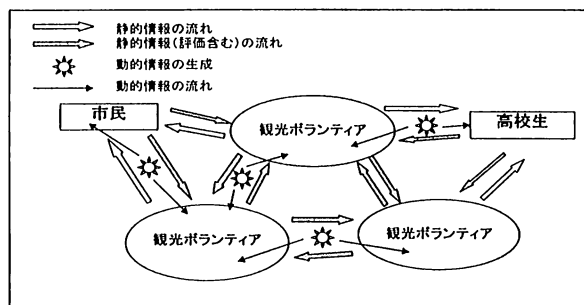 静的情報の流れ
静的情報(評価含む)の流れ
動的情報の生成
動的情報の流れ
市民
観光ボランティア
高校生
観光ボランティア
観光ボランティア